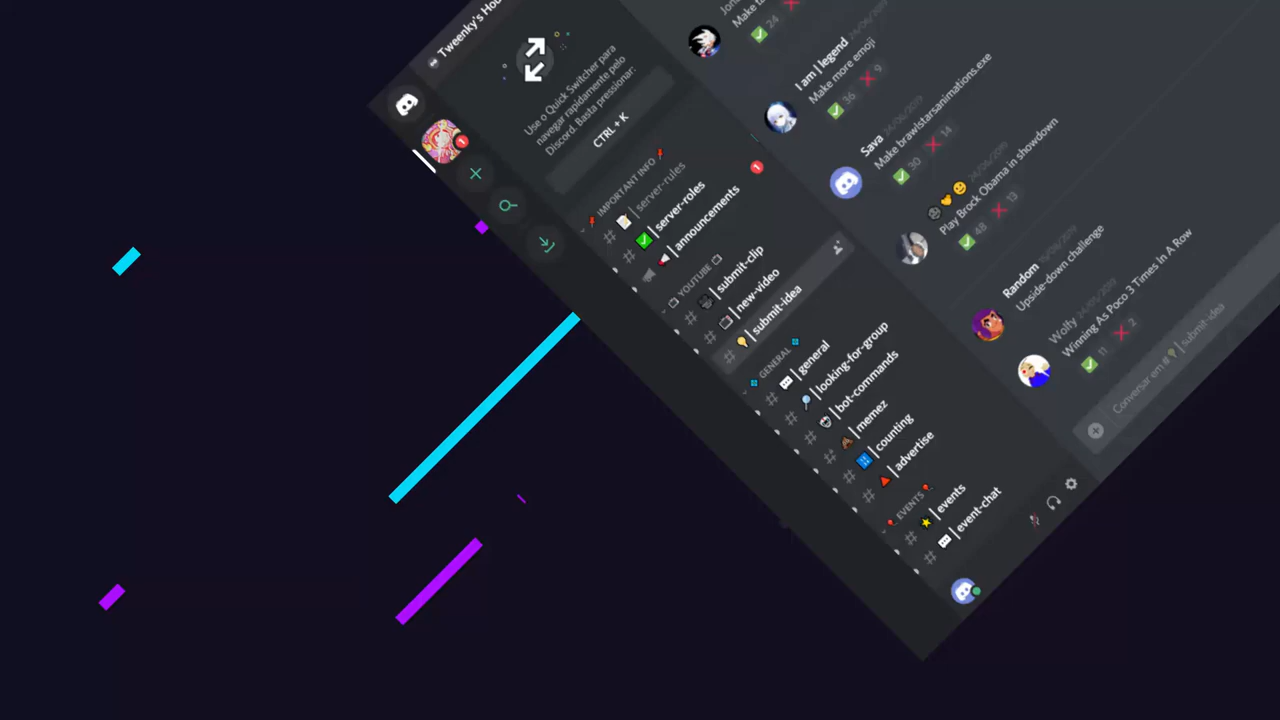 Tweenky's Hou
Use o Quick Switcher para
navegar rapidamente pelo
Discord. Basta pressionar:
CTRL + K
IMPORTANT INFO
# | server-rules
# | server-roles
| announcements
1
YOUTUBE
# | submit-clip
# | new-video
# | submit-idea
GENERAL
# | general
# | looking-for-group
# | bot-commands
# | memez
# | counting
# | advertise
EVENTS
# | events
# | event-chat
24
I am | legend
Make more emoji
36 9
Sava 24/06/2019
Make brawlstarsanimations.exe
30 14
Play Brock Obama in showdown
48 13
Random
Upside-down challenge
Wolfy
Winning As Poco 3 Times In A Row
11 2
Conversar em # | submit-idea